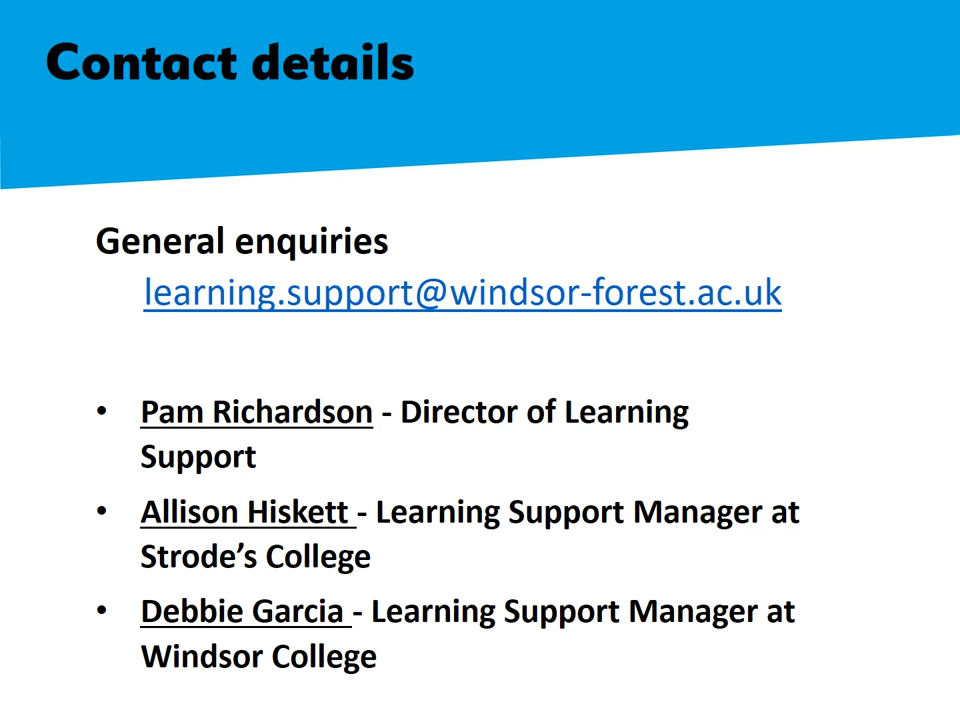 Contact details
General enquiries
learning.support@windsor-forest.ac.uk
• Pam Richardson - Director of Learning
Support
• Allison Hiskett - Learning Support Manager at
Strode’s College
• Debbie Garcia - Learning Support Manager at
Windsor College